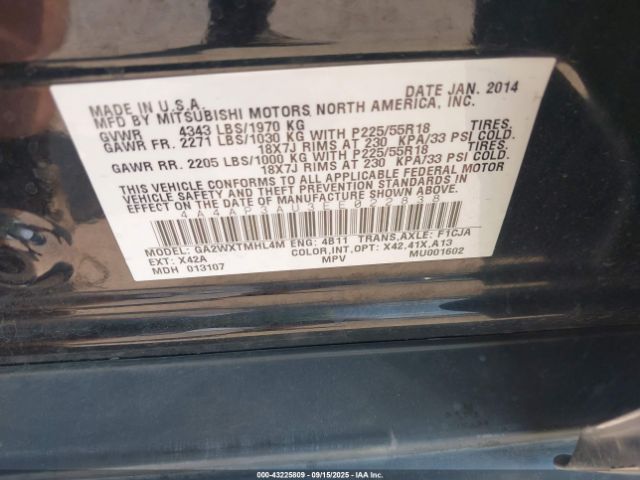 MADE IN U.S.A. DATE JAN. 2014
MFD BY MITSUBISHI MOTORS NORTH AMERICA, INC.
GVWR 4343 LBS/1970 KG
GAWR FR. 2271 LBS/1030 KG WITH P225/55R18 TIRES,
18X7J RIMS AT 230 KPA/33 PSI COLD.
GAWR RR. 2205 LBS/1000 KG WITH P225/55R18 TIRES,
18X7J RIMS AT 230 KPA/33 PSI COLD.
THIS VEHICLE CONFORMS TO ALL APPLICABLE FEDERAL MOTOR
VEHICLE SAFETY AND THEFT PREVENTION STANDARDS IN
EFFECT ON THE DATE OF MANUFACTURE SHOWN ABOVE.
4A4AP3AU3EE022838
MODEL: GA2WXTMHL4M ENG: 4B11 TRANS,AXLE: F1CJA
EXT: X42A COLOR,INT,OPT: X42,41X,A13
MDH 013107 MPV MU001602
000-43225809 - 09/15/2025 - IAA Inc.